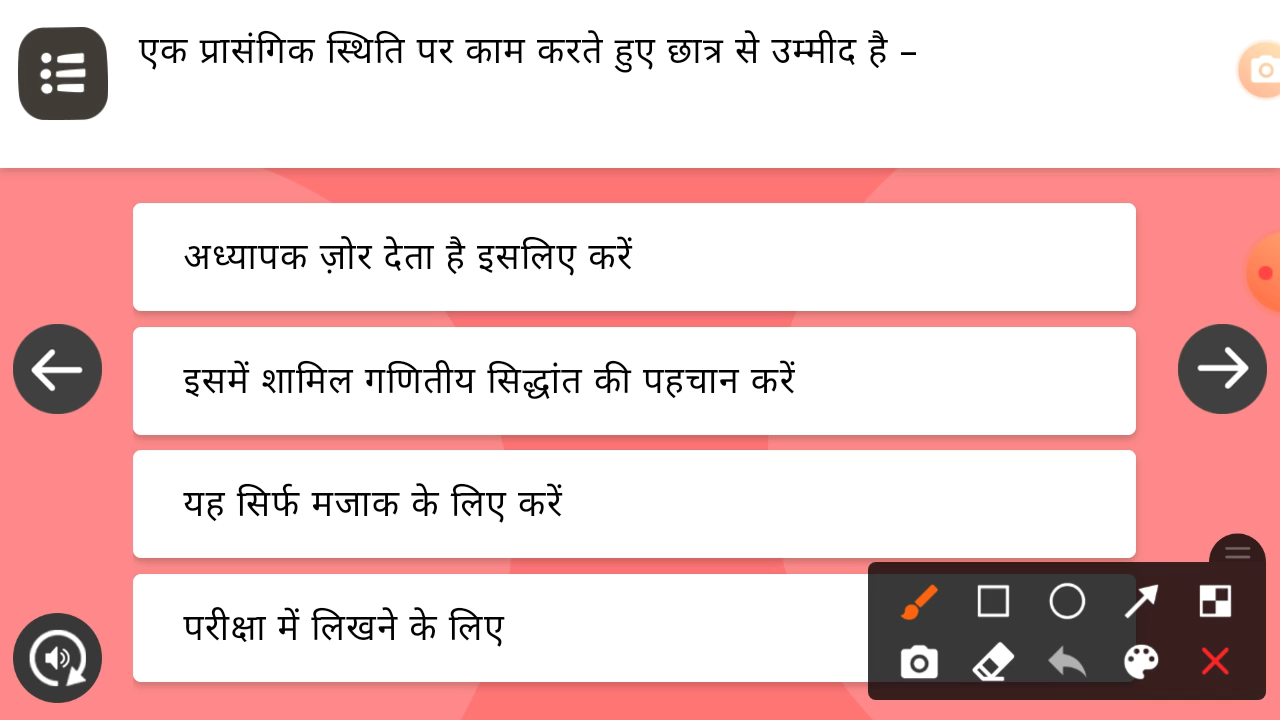 एक प्रासंगिक स्थिति पर काम करते हुए छात्र से उम्मीद है –
अध्यापक ज़ोर देता है इसलिए करें
इसमें शामिल गणितीय सिद्धांत की पहचान करें
यह सिर्फ मजाक के लिए करें
परीक्षा में लिखने के लिए